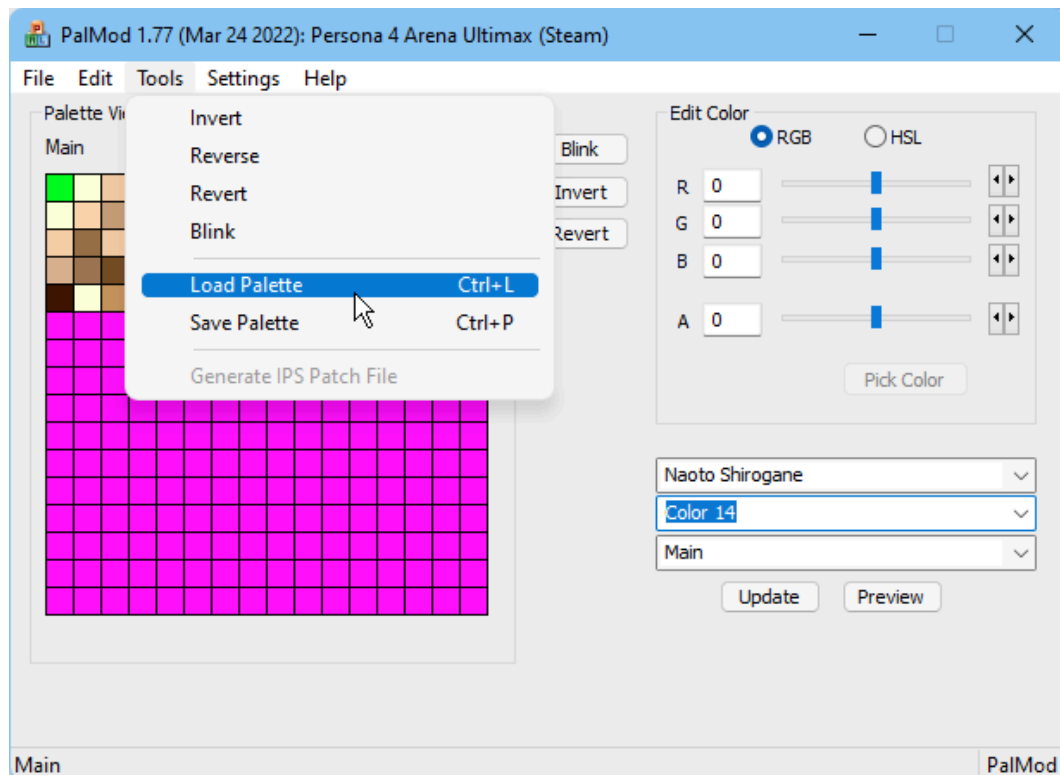 PalMod 1.77 (Mar 24 2022): Persona 4 Arena Ultimax (Steam)
File Edit Tools Settings Help
Palette Vi
Main
Invert
Reverse
Revert
Blink
Load Palette Ctrl+L
Save Palette Ctrl+P
Generate IPS Patch File
Blink
Invert
Revert
Edit Color
RGB HSL
R 0
G 0
B 0
A 0
Pick Color
Naoto Shirogane
Color 14
Main
Update Preview
Main PalMod